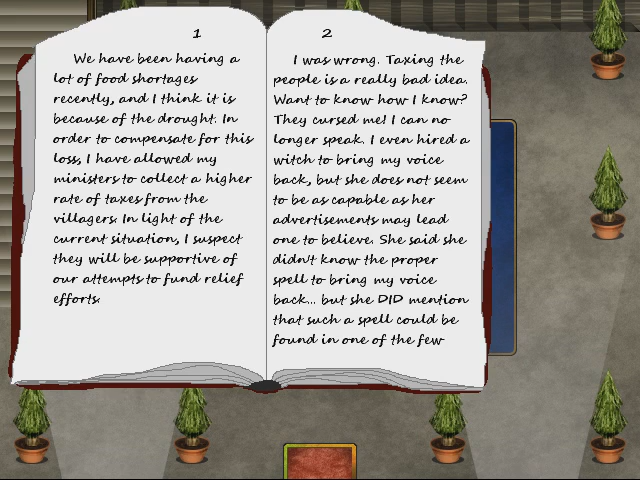 1
We have been having a
lot of food shortages
recently, and I think it is
because of the drought. In
order to compensate for this
loss, I have allowed my
ministers to collect a higher
rate of taxes from the
villagers. In light of the
current situation, I suspect
they will be supportive of
our attempts to fund relief
efforts.
2
I was wrong. Taxing the
people is a really bad idea.
Want to know how I know?
They cursed me! I can no
longer speak. I even hired a
witch to bring my voice
back, but she does not seem
to be as capable as her
advertisements may lead
one to believe. She said she
didn't know the proper
spell to bring my voice
back... but she DID mention
that such a spell could be
found in one of the few